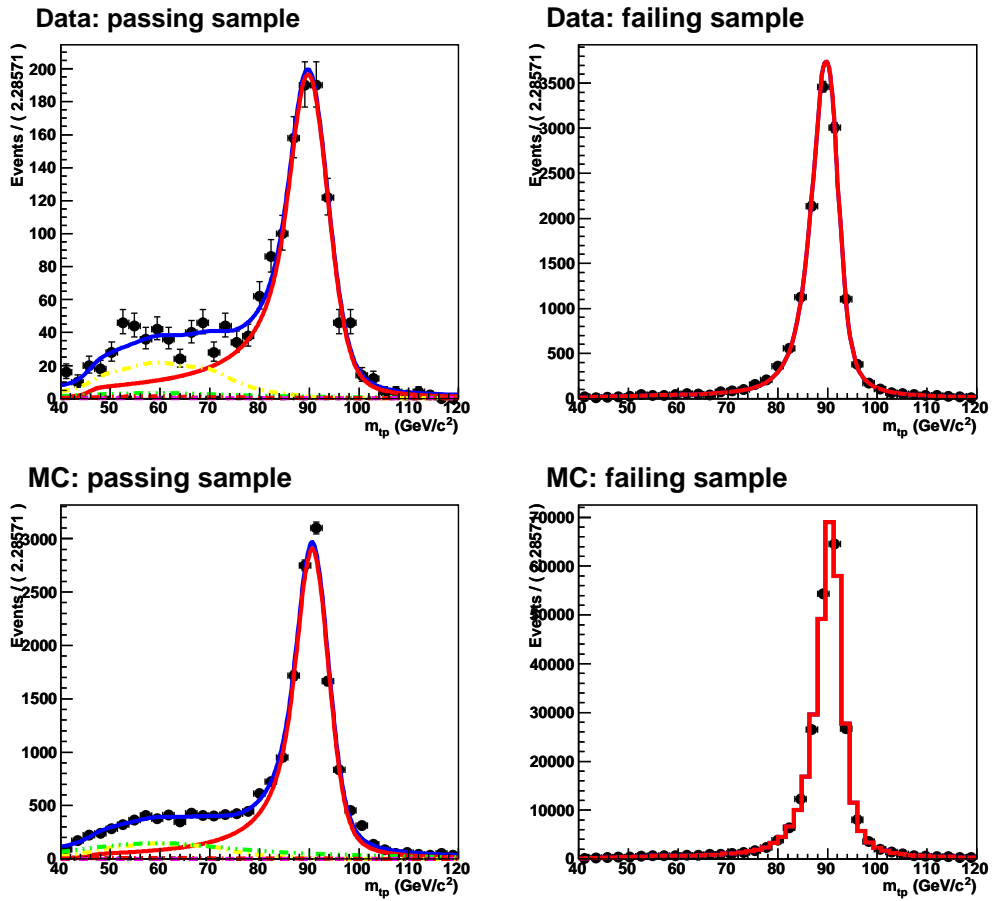 Data: passing sample
Data: failing sample
Events / ( 2.28571 )
200
180
160
140
120
100
80
60
40
20
0
40 50 60 70 80 90 100 110 120
m_tp (GeV/c²)
Events / ( 2.28571 )
3500
3000
2500
2000
1500
1000
500
0
40 50 60 70 80 90 100 110 120
m_tp (GeV/c²)
MC: passing sample
MC: failing sample
Events / ( 2.28571 )
3000
2500
2000
1500
1000
500
0
40 50 60 70 80 90 100 110 120
m_tp (GeV/c²)
Events / ( 2.28571 )
70000
60000
50000
40000
30000
20000
10000
0
40 50 60 70 80 90 100 110 120
m_tp (GeV/c²)